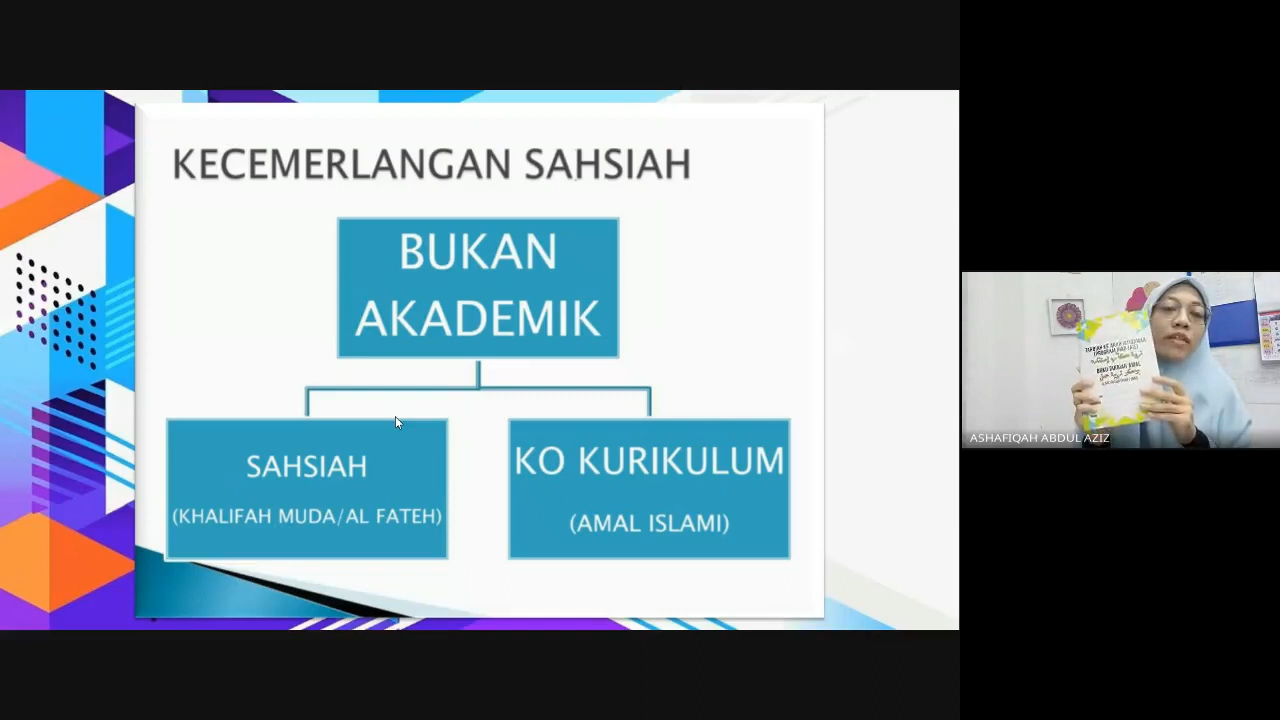 KECEMERLANGAN SAHSIAH
BUKAN
AKADEMIK
SAHSIAH
(KHALIFAH MUDA/AL FATEH)
KO KURIKULUM
(AMAL ISLAMI)
ASHAFIQAH ABDUL AZIZ